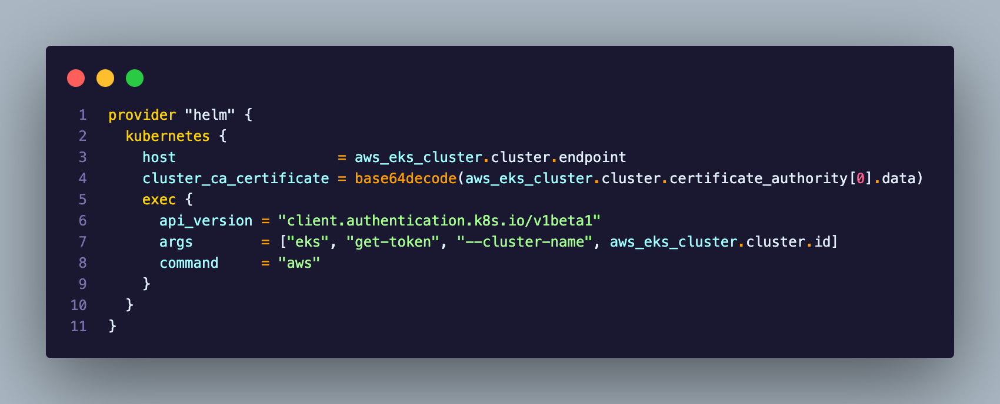 1 provider "helm" {
2 kubernetes {
3 host = aws_eks_cluster.cluster.endpoint
4 cluster_ca_certificate = base64decode(aws_eks_cluster.cluster.certificate_authority[0].data)
5 exec {
6 api_version = "client.authentication.k8s.io/v1beta1"
7 args = ["eks", "get-token", "--cluster-name", aws_eks_cluster.cluster.id]
8 command = "aws"
9 }
10 }
11 }